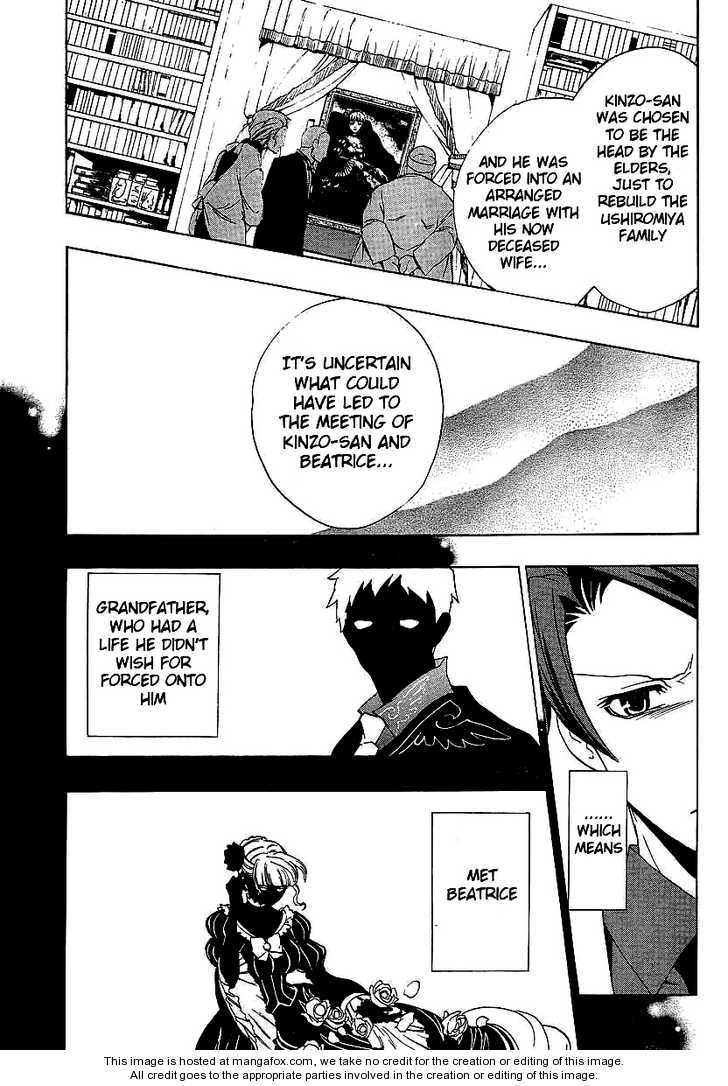 KINZO-SAN
WAS CHOSEN
TO BE THE
HEAD BY THE
ELDERS,
JUST TO
REBUILD THE
USHIROMIYA
FAMILY
AND HE WAS
FORCED INTO AN
ARRANGED
MARRIAGE WITH
HIS NOW
DECEASED
WIFE...
IT'S UNCERTAIN
WHAT COULD
HAVE LED TO
THE MEETING OF
KINZO-SAN AND
BEATRICE...
......
WHICH
MEANS
GRANDFATHER,
WHO HAD A
LIFE HE DIDN'T
WISH FOR
FORCED ONTO
HIM
MET
BEATRICE
This image is hosted at mangafox.com, we take no credit for the creation or editing of this image.
All credit goes to the appropriate parties involved in the creation or editing of this image.